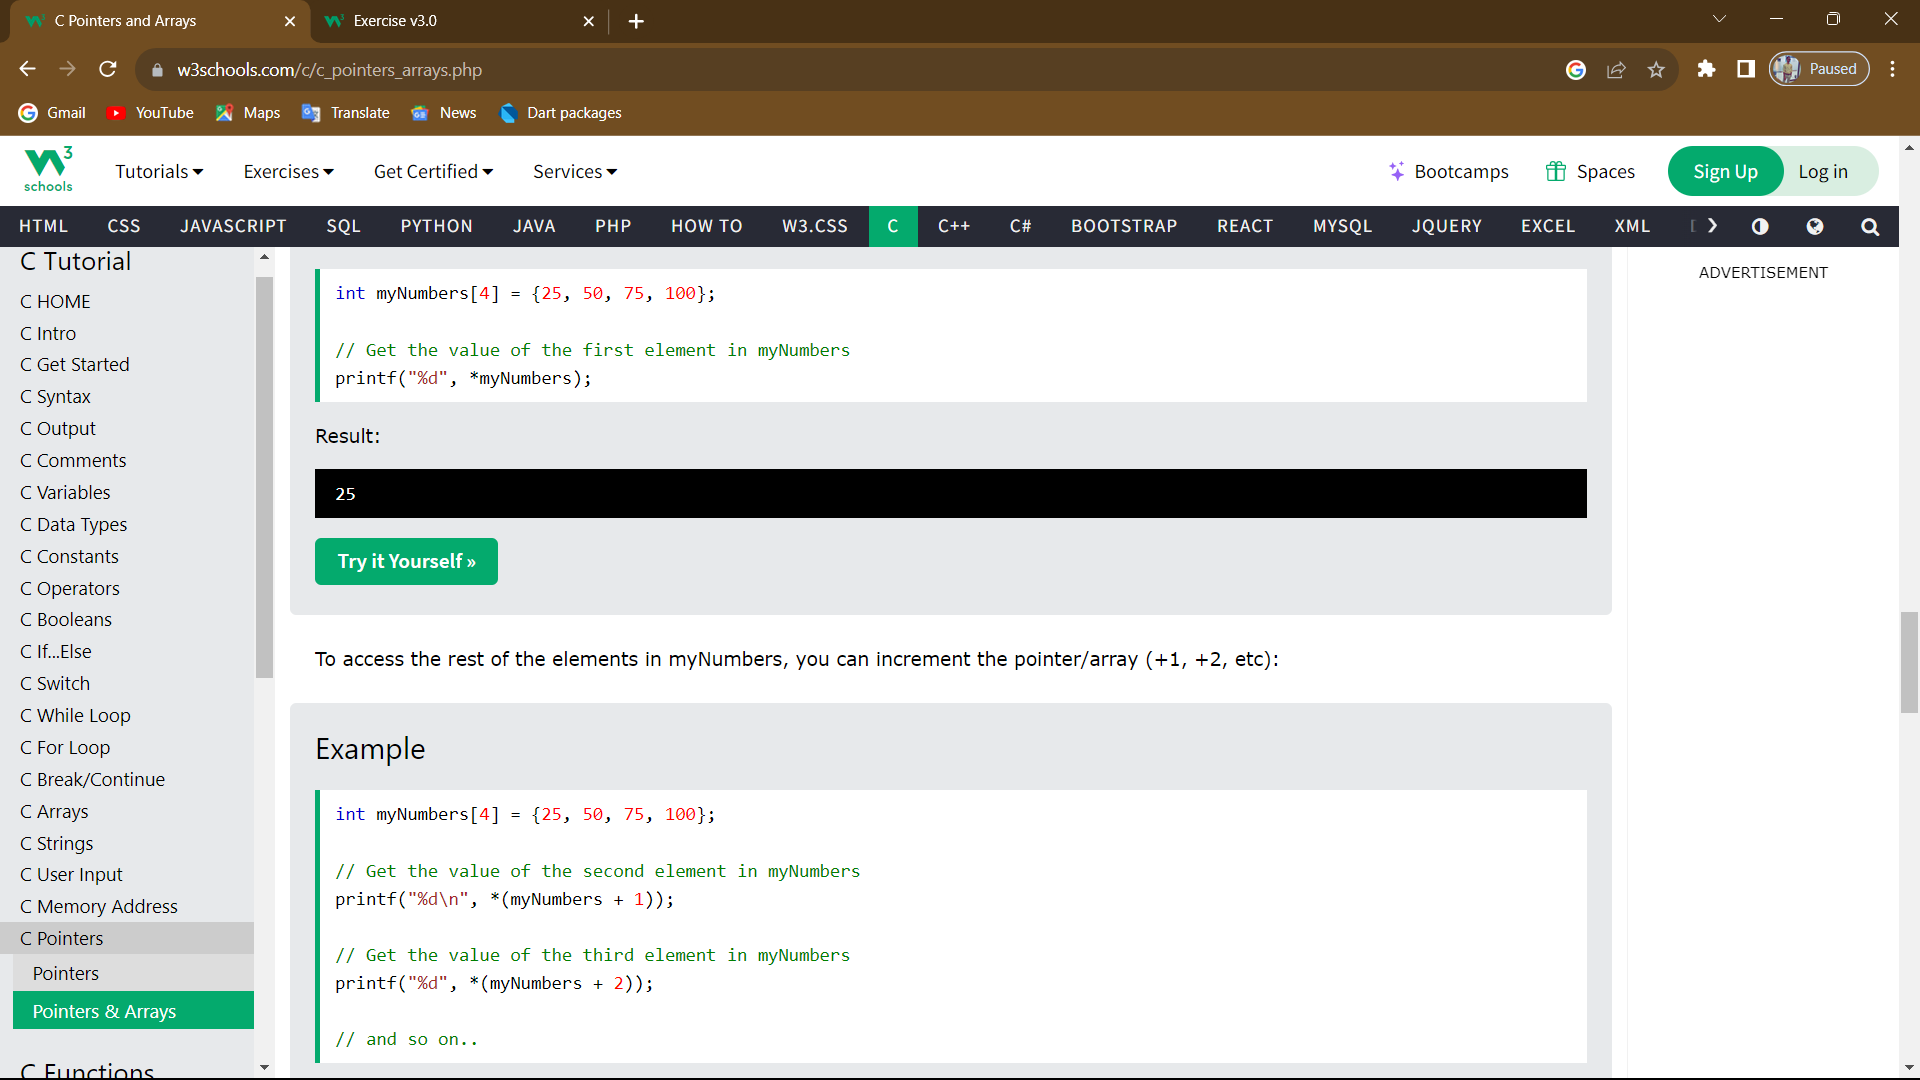 C Pointers and Arrays
Exercise v3.0
w3schools.com/c/c_pointers_arrays.php
Paused
Gmail
YouTube
Maps
Translate
News
Dart packages
3
schools
Tutorials
Exercises
Get Certified
Services
Bootcamps
Spaces
Sign Up
Log in
HTML CSS JAVASCRIPT SQL PYTHON JAVA PHP HOW TO W3.CSS C C++ C# BOOTSTRAP REACT MYSQL JQUERY EXCEL XML
C Tutorial
C HOME
C Intro
C Get Started
C Syntax
C Output
C Comments
C Variables
C Data Types
C Constants
C Operators
C Booleans
C If...Else
C Switch
C While Loop
C For Loop
C Break/Continue
C Arrays
C Strings
C User Input
C Memory Address
C Pointers
Pointers
Pointers & Arrays
C Functions
int myNumbers[4] = {25, 50, 75, 100};
// Get the value of the first element in myNumbers
printf("%d", *myNumbers);
Result:
25
Try it Yourself »
To access the rest of the elements in myNumbers, you can increment the pointer/array (+1, +2, etc):
Example
int myNumbers[4] = {25, 50, 75, 100};
// Get the value of the second element in myNumbers
printf("%d\n", *(myNumbers + 1));
// Get the value of the third element in myNumbers
printf("%d", *(myNumbers + 2));
// and so on..
ADVERTISEMENT